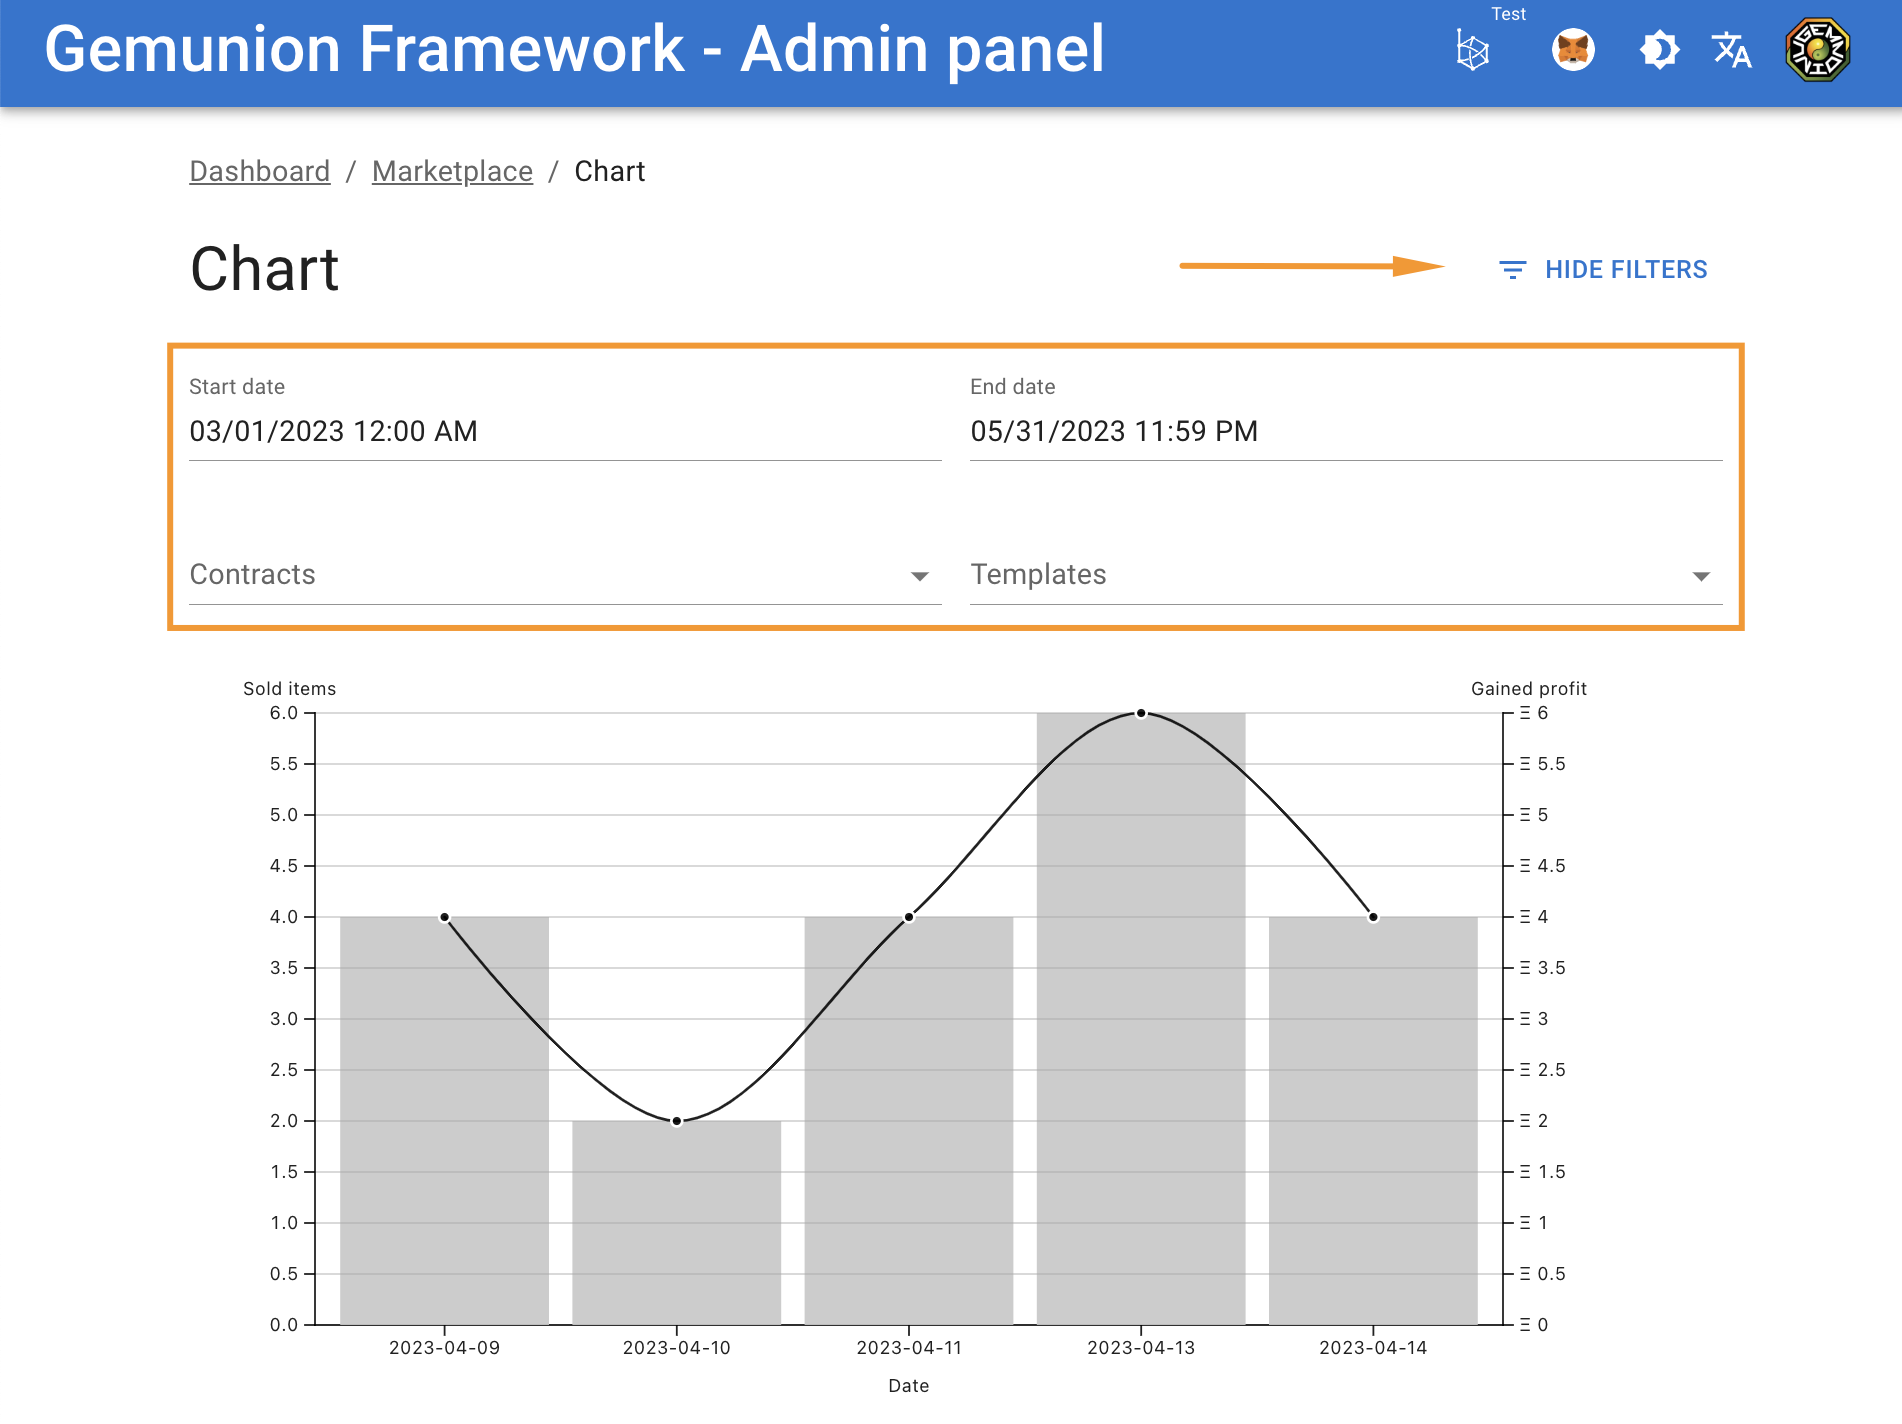 Test
Gemunion Framework - Admin panel
GEMUNION
Dashboard / Marketplace / Chart
Chart
HIDE FILTERS
Start date
End date
03/01/2023 12:00 AM
05/31/2023 11:59 PM
Contracts
Templates
Sold items
Gained profit
6.0
Ξ 6
5.5
Ξ 5.5
5.0
Ξ 5
4.5
Ξ 4.5
4.0
Ξ 4
3.5
Ξ 3.5
3.0
Ξ 3
2.5
Ξ 2.5
2.0
Ξ 2
1.5
Ξ 1.5
1.0
Ξ 1
0.5
Ξ 0.5
0.0
Ξ 0
2023-04-09
2023-04-10
2023-04-11
2023-04-13
2023-04-14
Date